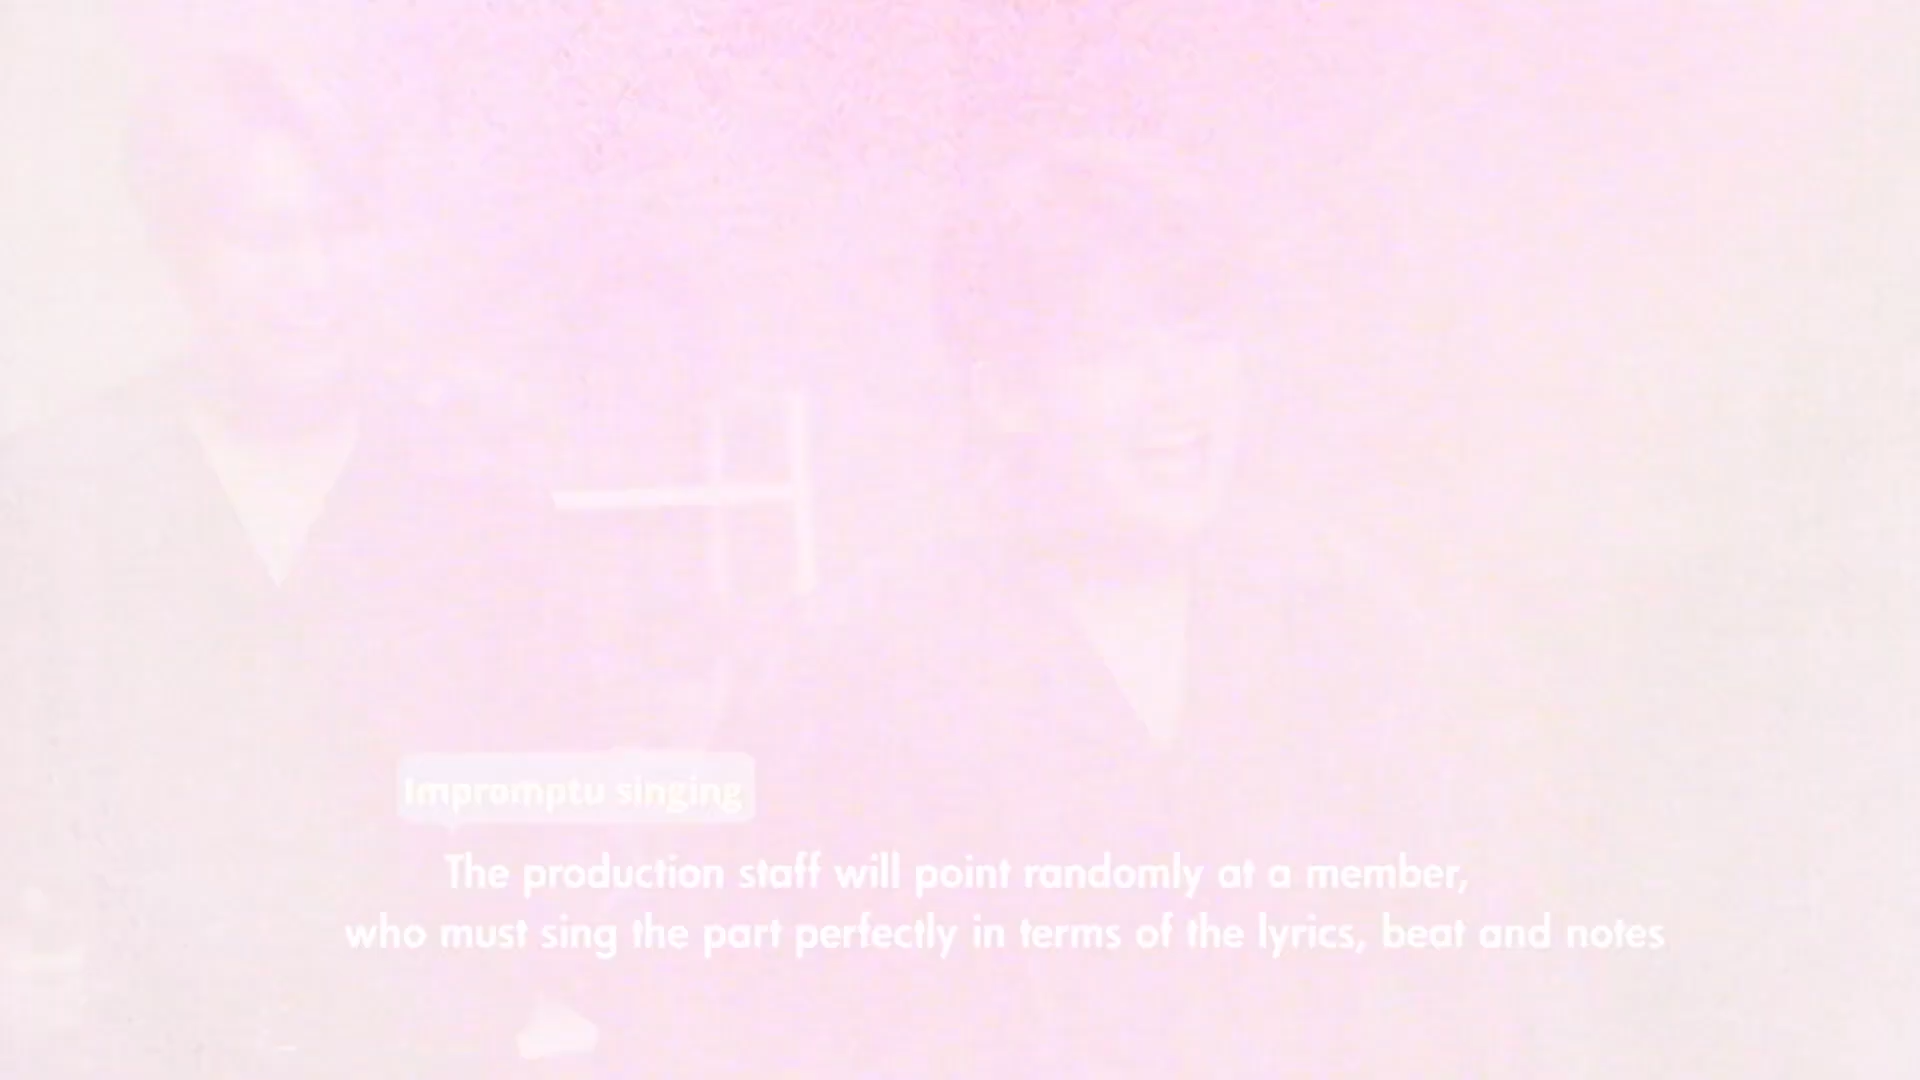 Impromptu singing
The production staff will point randomly at a member,
who must sing the part perfectly in terms of the lyrics, beat and notes